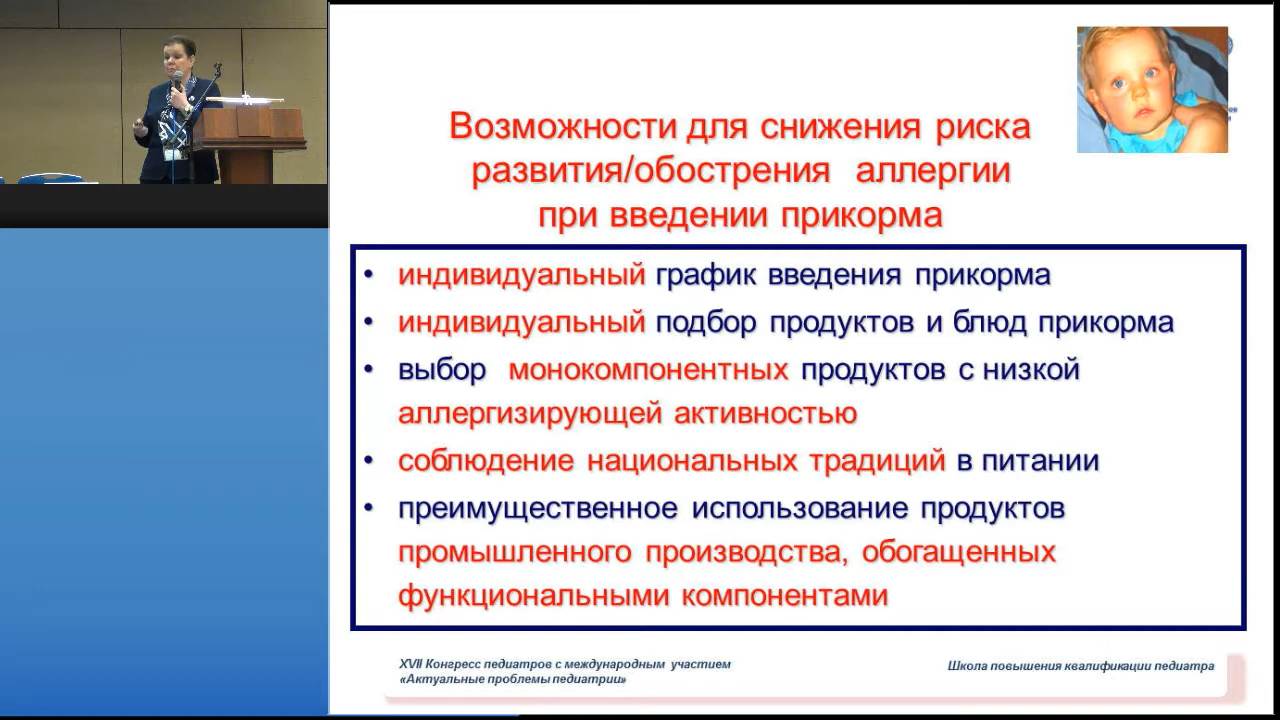 Возможности для снижения риска
развития/обострения аллергии
при введении прикорма
• индивидуальный график введения прикорма
• индивидуальный подбор продуктов и блюд прикорма
• выбор монокомпонентных продуктов с низкой
аллергизирующей активностью
• соблюдение национальных традиций в питании
• преимущественное использование продуктов
промышленного производства, обогащенных
функциональными компонентами
XVII Конгресс педиатров с международным участием
«Актуальные проблемы педиатрии»
Школа повышения квалификации педиатра